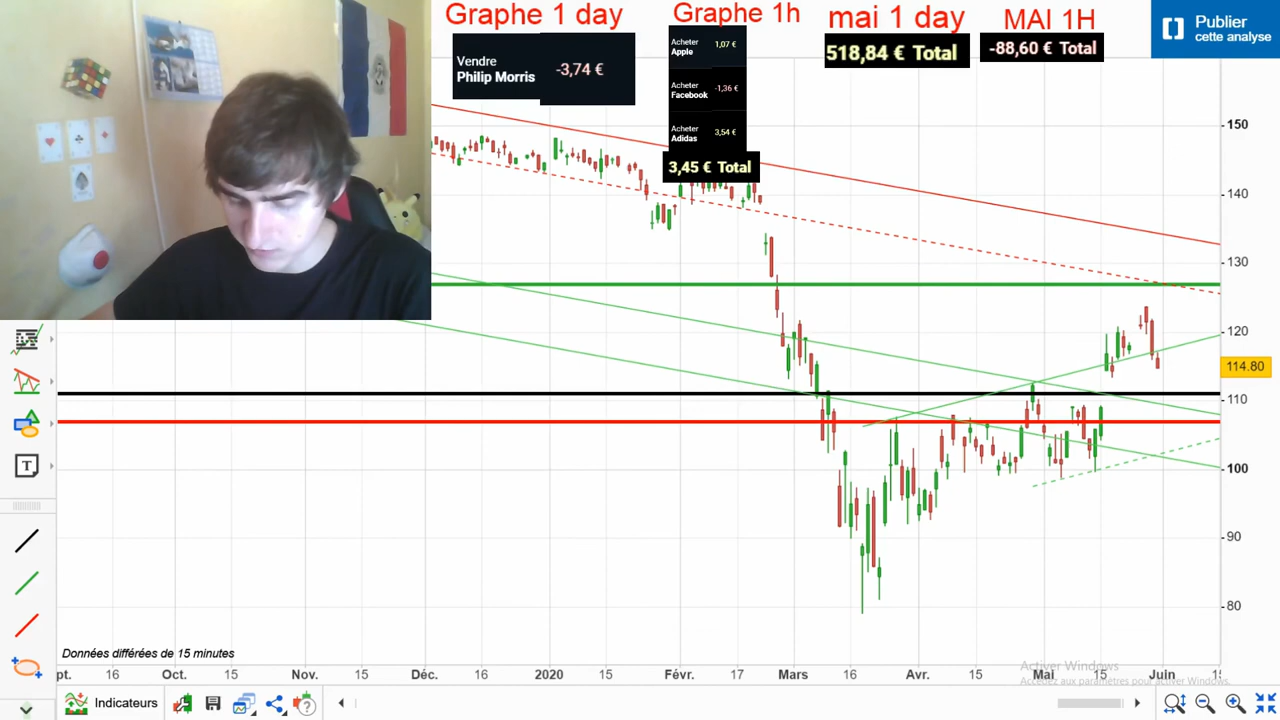 Graphe 1 day
Graphe 1h
mai 1 day
MAI 1H
Publier
cette analyse
Vendre
Philip Morris
-3,74 €
Acheter
Apple
1,07 €
Acheter
Facebook
-1,36 €
Acheter
Adidas
3,54 €
3,45 € Total
518,84 € Total
-88,60 € Total
150
140
130
120
114.80
110
100
90
80
T
Données différées de 15 minutes
pt.
16
Oct.
15
Nov.
15
Déc.
16
2020
15
Févr.
17
Mars
16
Avr.
15
Mai
15
Juin
Activer Windows
Accédez aux paramètres pour activer Windows.
Indicateurs